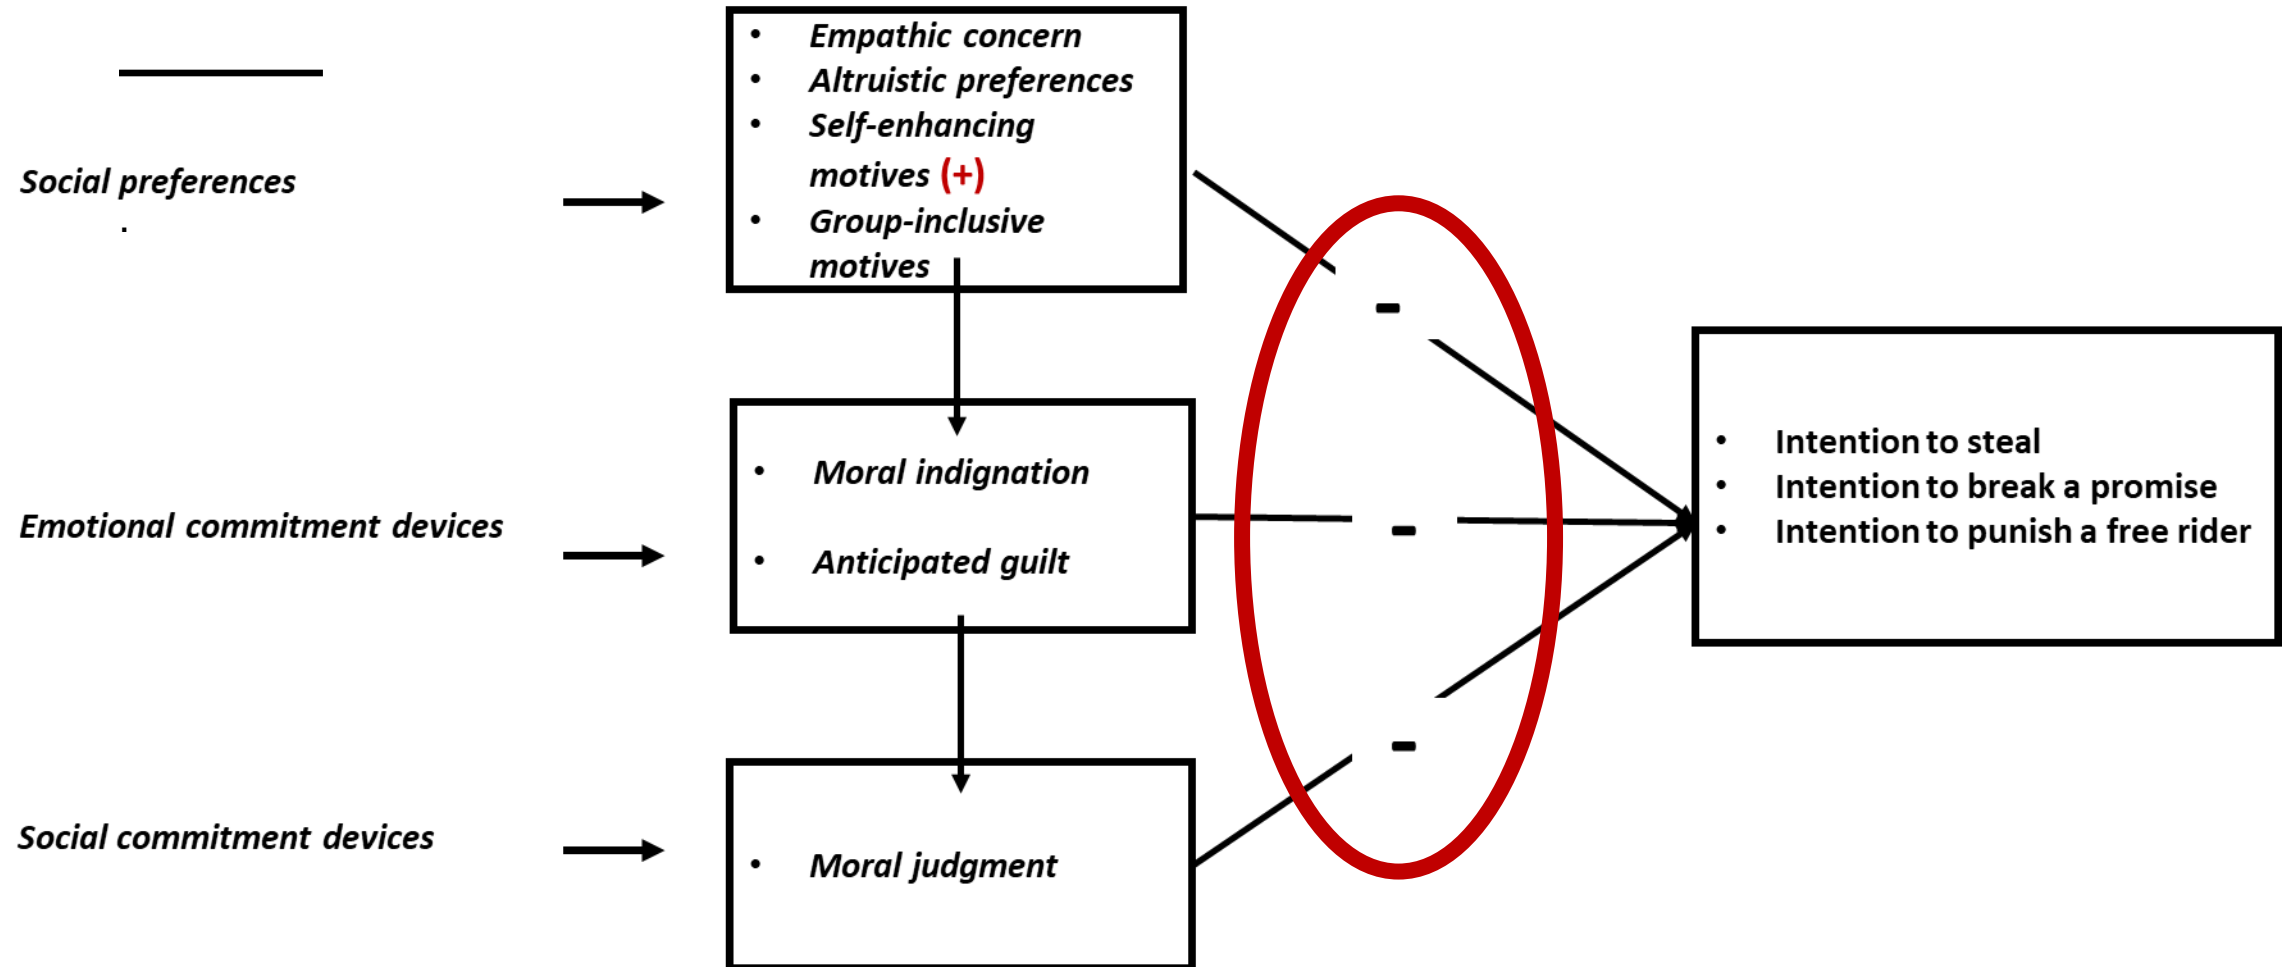 • Empathic concern
• Altruistic preferences
• Self-enhancing
motives (+)
• Group-inclusive
motives
Social preferences
.
-
• Intention to steal
• Intention to break a promise
• Intention to punish a free rider
• Moral indignation
Emotional commitment devices
-
• Anticipated guilt
-
Social commitment devices
• Moral judgment